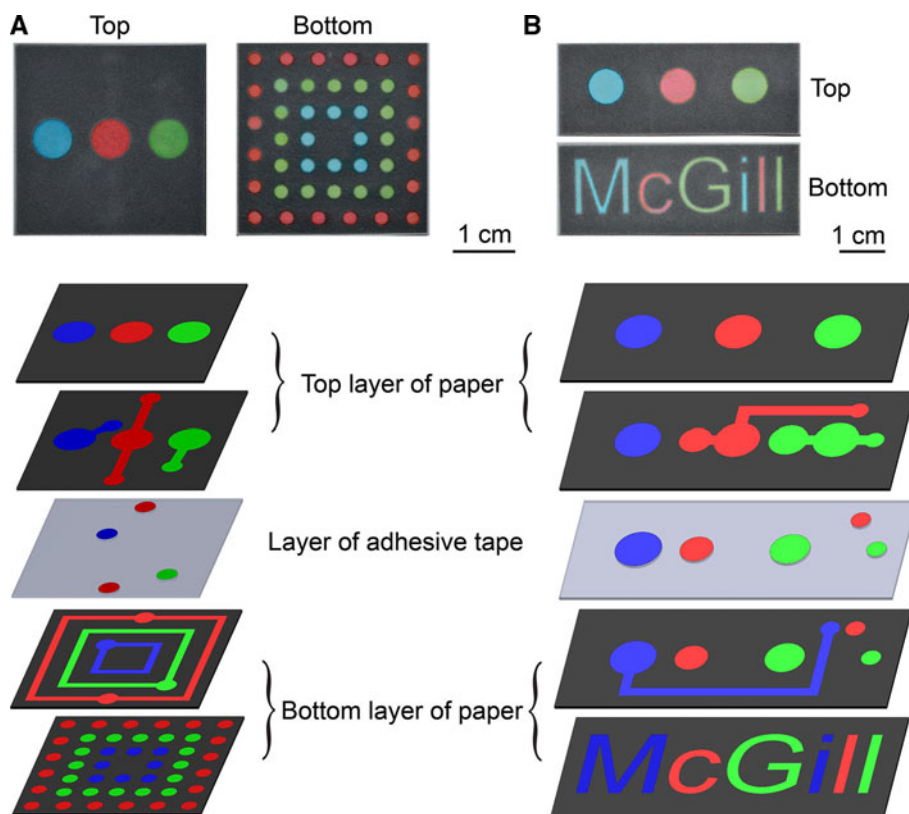 A
Top
Bottom
1 cm
B
Top
McGill
Bottom
1 cm
Top layer of paper
Layer of adhesive tape
Bottom layer of paper
McGill